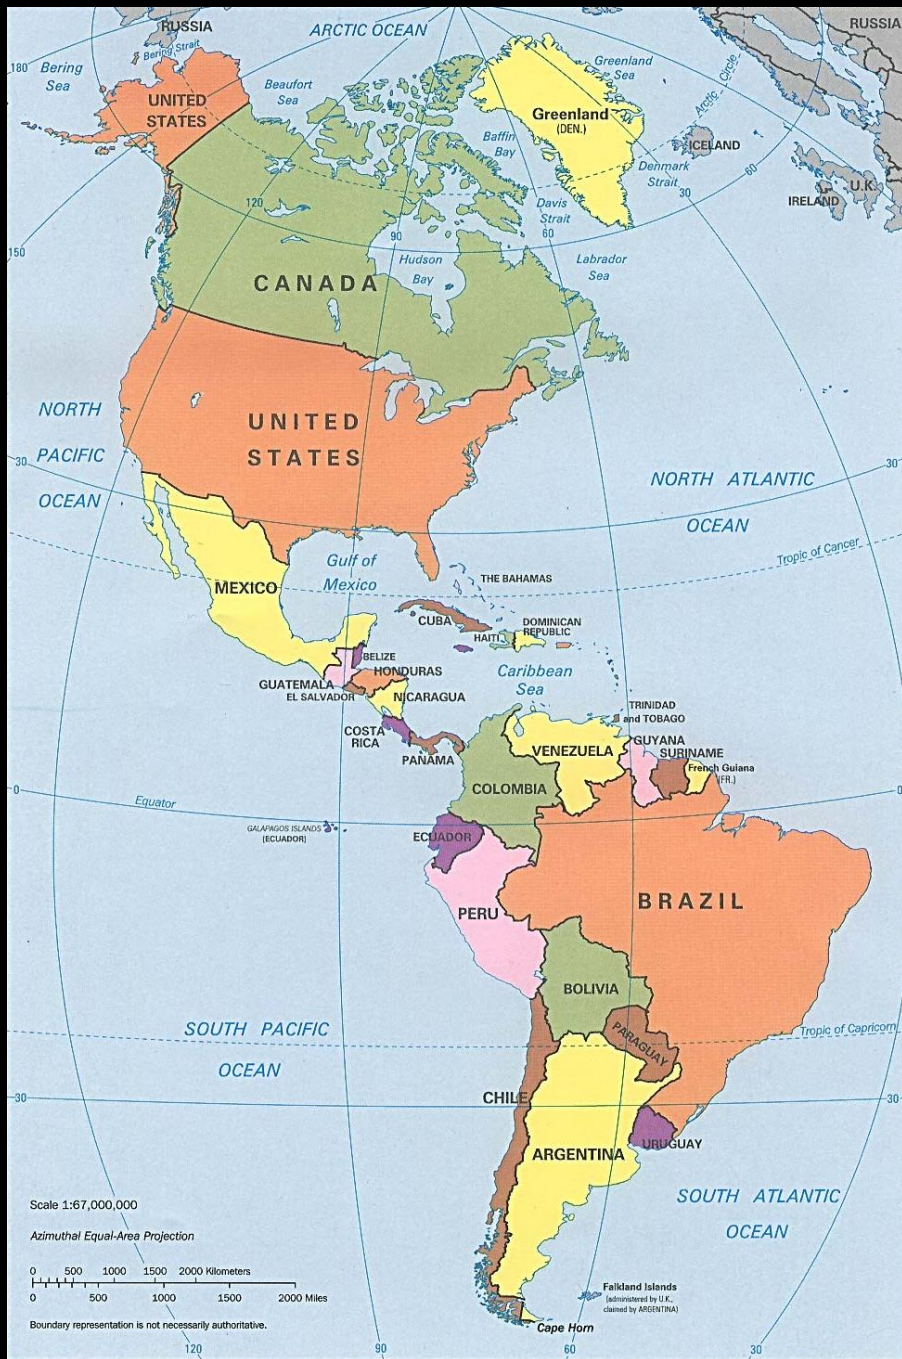 RUSSIA
ARCTIC OCEAN
RUSSIA
Bering Strait
180
Bering
Sea
Beaufort
Sea
Greenland
Sea
UNITED
STATES
Greenland
(DEN.)
Arctic Circle
Baffin
Bay
ICELAND
Denmark
Strait
60
U.K.
IRELAND
30
120
Davis
Strait
60
90
150
Hudson
Bay
Labrador
Sea
CANADA
NORTH
PACIFIC
OCEAN
UNITED
STATES
30
30
NORTH ATLANTIC
OCEAN
Tropic of Cancer
Gulf of
Mexico
MEXICO
THE BAHAMAS
CUBA
HAITI
DOMINICAN
REPUBLIC
BELIZE
HONDURAS
GUATEMALA
EL SALVADOR
NICARAGUA
Caribbean
Sea
COSTA
RICA
PANAMA
TRINIDAD
and TOBAGO
VENEZUELA
GUYANA
SURINAME
French Guiana
(FR.)
COLOMBIA
0
0
Equator
GALAPAGOS ISLANDS
(ECUADOR)
ECUADOR
PERU
BRAZIL
BOLIVIA
SOUTH PACIFIC
OCEAN
PARAGUAY
Tropic of Capricorn
30
CHILE
30
ARGENTINA
URUGUAY
SOUTH ATLANTIC
OCEAN
Scale 1:67,000,000
Azimuthal Equal-Area Projection
0 500 1000 1500 2000 Kilometers
0 500 1000 1500 2000 Miles
Boundary representation is not necessarily authoritative.
Falkland Islands
(administered by U.K.,
claimed by ARGENTINA)
Cape Horn
120
90
60
30